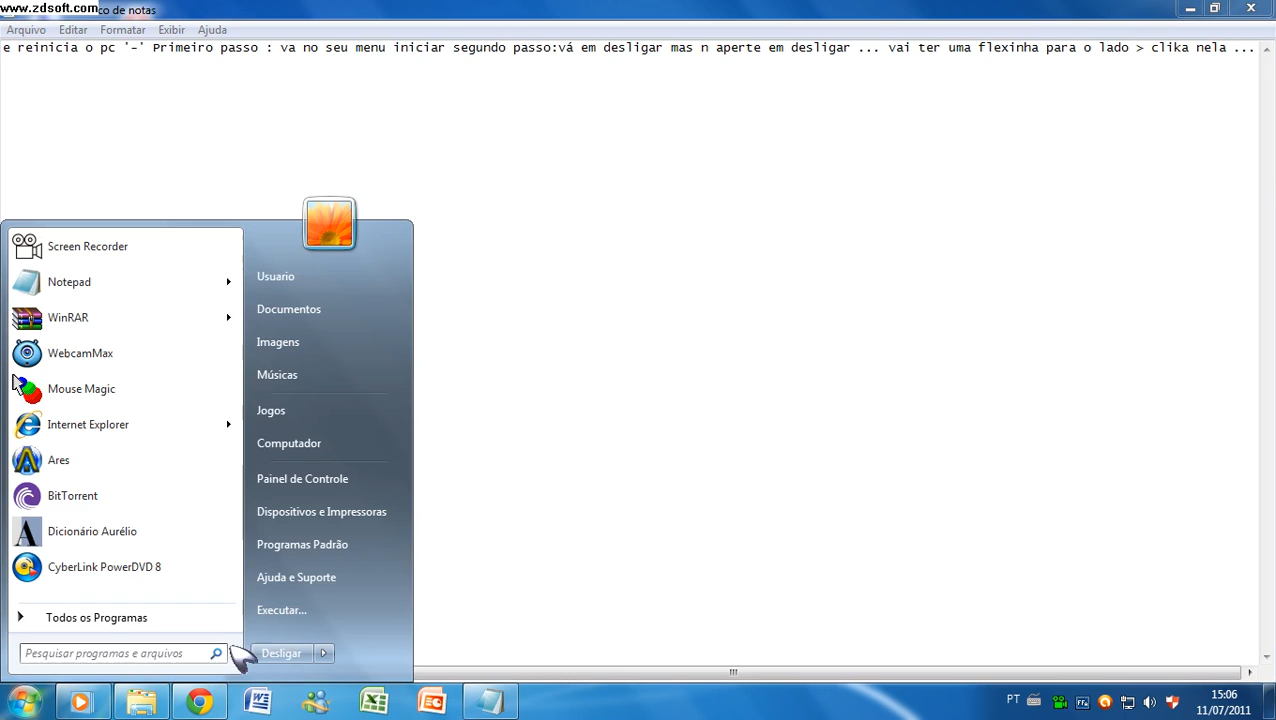 www.zdsoft.com
co de notas
Arquivo Editar Formatar Exibir Ajuda
e reinicia o pc '-' Primeiro passo : va no seu menu iniciar segundo passo:vá em desligar mas n aperte em desligar ... vai ter uma flexinha para o lado > clika nela ...
Screen Recorder
Notepad
WinRAR
WebcamMax
Mouse Magic
Internet Explorer
Ares
BitTorrent
Dicionário Aurélio
CyberLink PowerDVD 8
Todos os Programas
Pesquisar programas e arquivos
Usuario
Documentos
Imagens
Músicas
Jogos
Computador
Painel de Controle
Dispositivos e Impressoras
Programas Padrão
Ajuda e Suporte
Executar...
Desligar
PT
15:06
11/07/2011